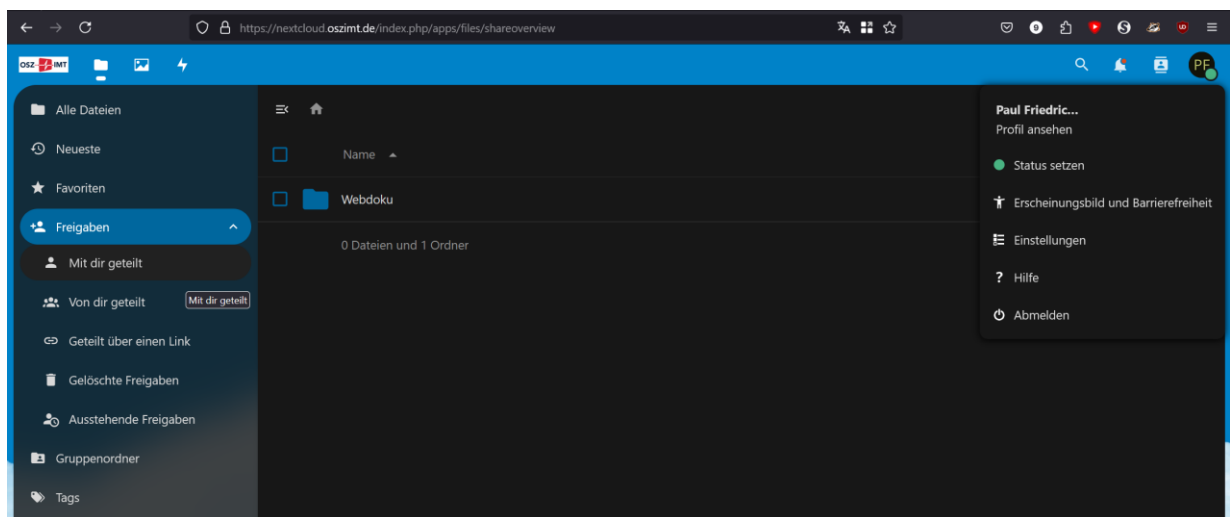 https://nextcloud.oszimt.de/index.php/apps/files/shareoverview
9
UD
OSZ IMT
PF
Alle Dateien
Neueste
Favoriten
Freigaben
Mit dir geteilt
Von dir geteilt
Mit dir geteilt
Geteilt über einen Link
Gelöschte Freigaben
Ausstehende Freigaben
Gruppenordner
Tags
Name
Webdoku
0 Dateien und 1 Ordner
Paul Friedric...
Profil ansehen
Status setzen
Erscheinungsbild und Barrierefreiheit
Einstellungen
? Hilfe
Abmelden